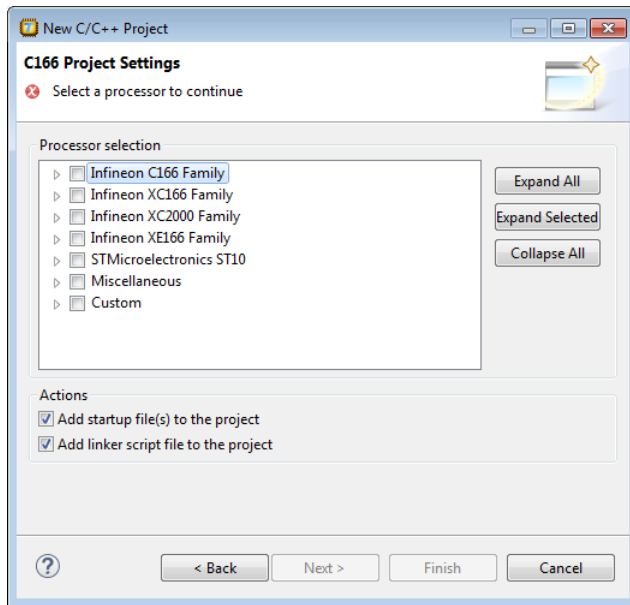 New C/C++ Project
C166 Project Settings
Select a processor to continue
Processor selection
Infineon C166 Family
Infineon XC166 Family
Infineon XC2000 Family
Infineon XE166 Family
STMicroelectronics ST10
Miscellaneous
Custom
Expand All
Expand Selected
Collapse All
Actions
Add startup file(s) to the project
Add linker script file to the project
< Back
Next >
Finish
Cancel